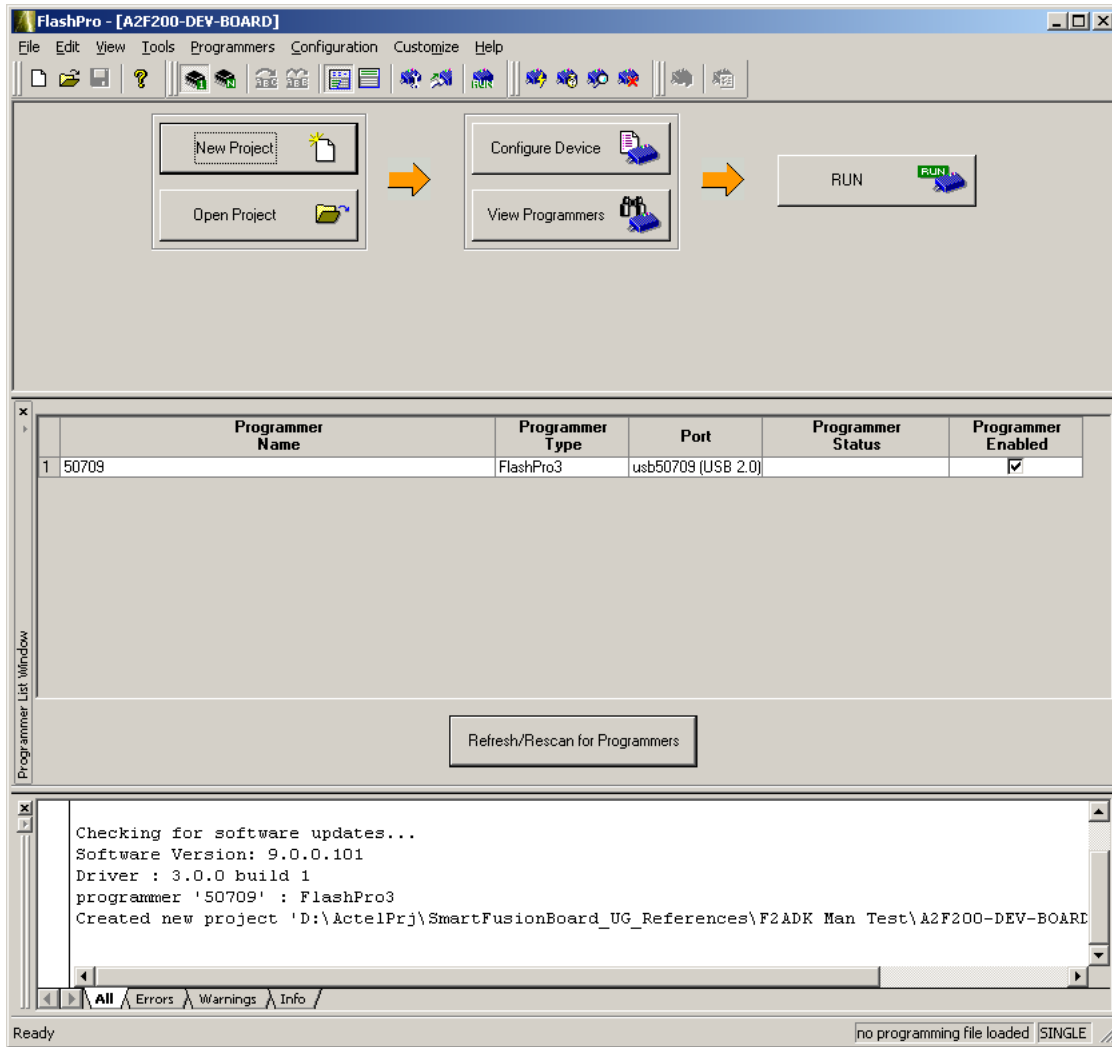 FlashPro - [A2F200-DEV-BOARD]
File Edit View Tools Programmers Configuration Customize Help
New Project
Open Project
Configure Device
View Programmers
RUN
RUN
Programmer Name
Programmer Type
Port
Programmer Status
Programmer Enabled
1 50709 FlashPro3 usb50709 (USB 2.0)
Programmer List Window
Refresh/Rescan for Programmers
Checking for software updates...
Software Version: 9.0.0.101
Driver : 3.0.0 build 1
programmer '50709' : FlashPro3
Created new project 'D:\ActelPrj\SmartFusionBoard_UG_References\F2ADK Man Test\A2F200-DEV-BOARD
All Errors Warnings Info
Ready
no programming file loaded SINGLE